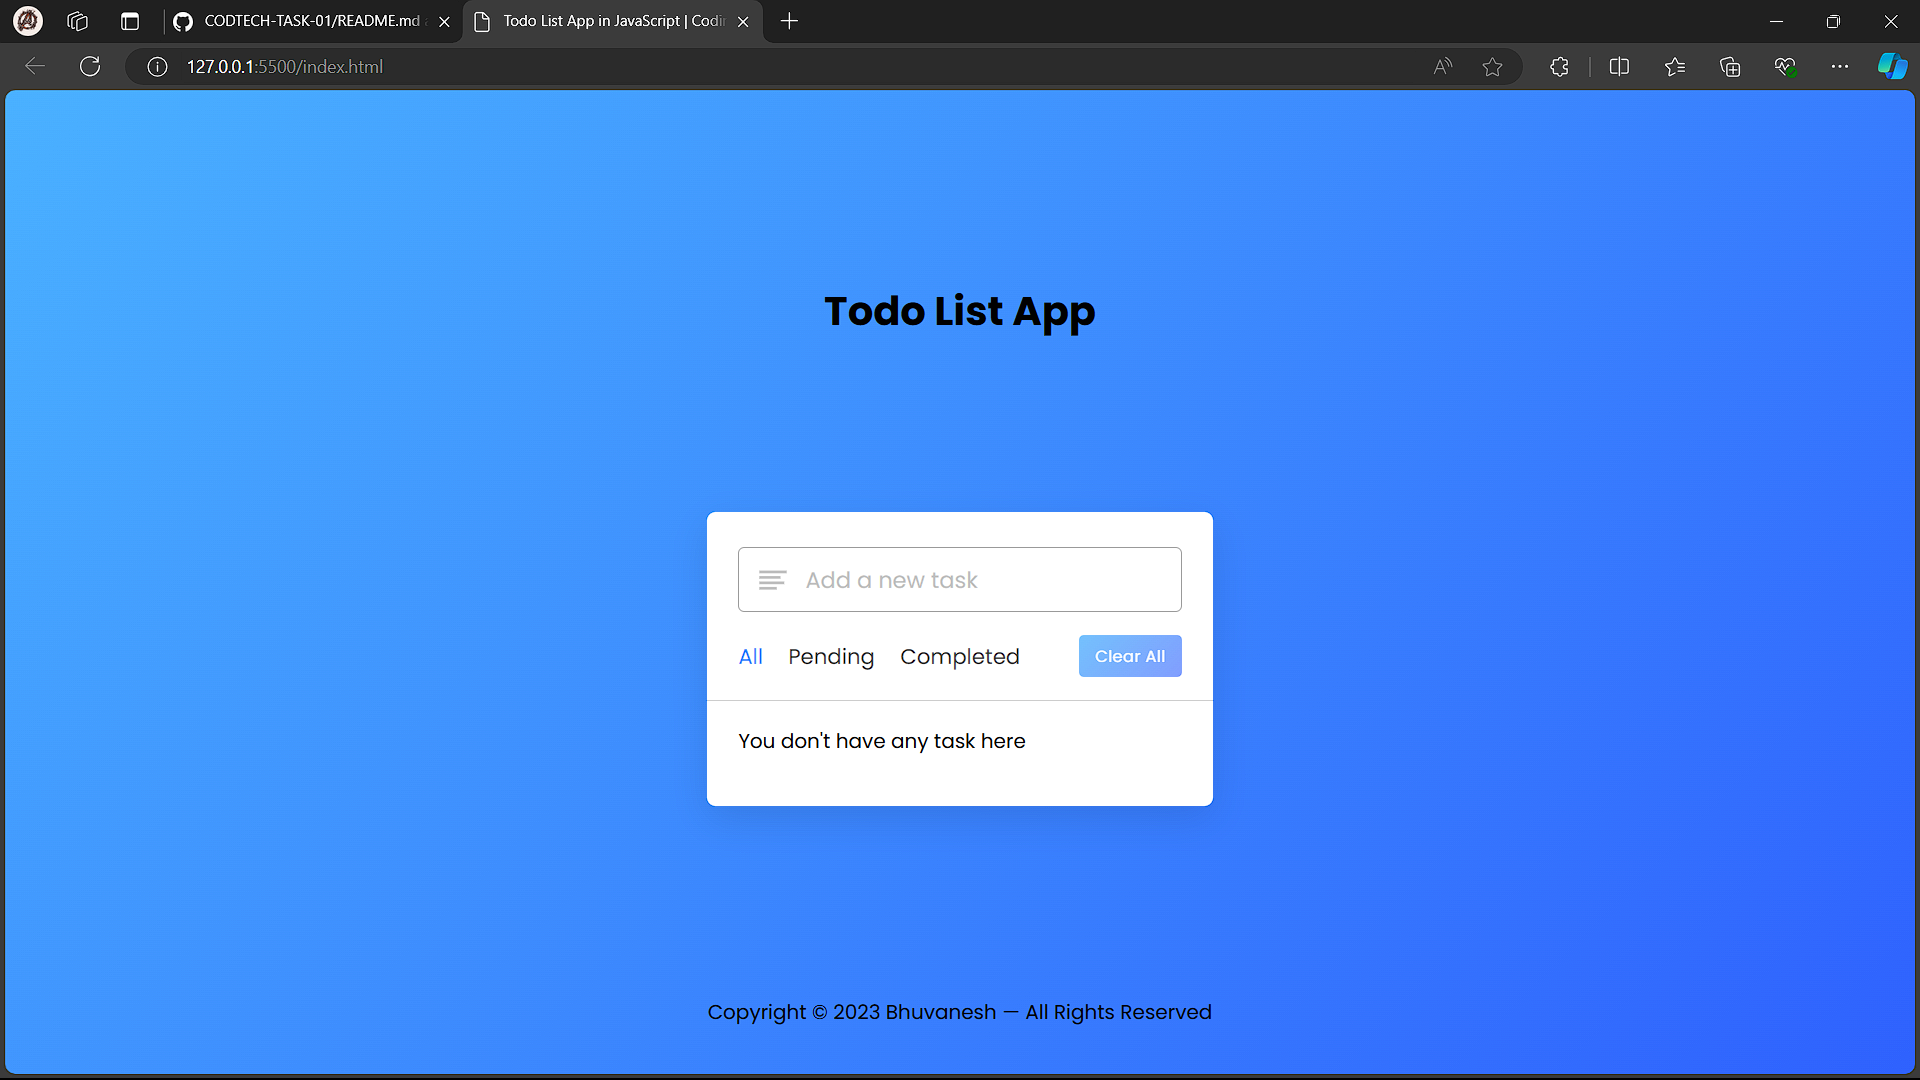 CODTECH-TASK-01/README.md
Todo List App in JavaScript | Codin
127.0.0.1:5500/index.html
Todo List App
Add a new task
All Pending Completed Clear All
You don't have any task here
Copyright © 2023 Bhuvanesh — All Rights Reserved